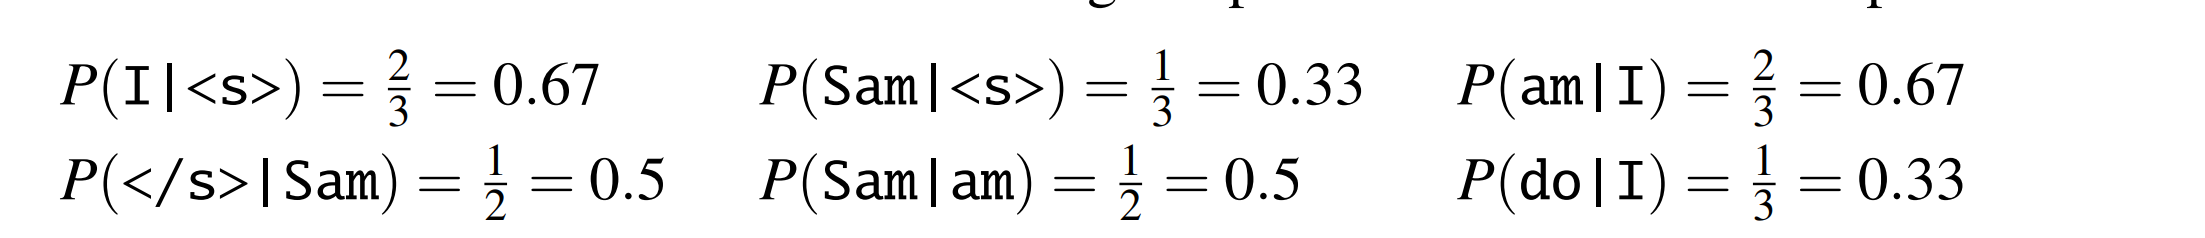 P(I|<s>) = 2/3 = 0.67 P(Sam|<s>) = 1/3 = 0.33 P(am|I) = 2/3 = 0.67
P(</s>|Sam) = 1/2 = 0.5 P(Sam|am) = 1/2 = 0.5 P(do|I) = 1/3 = 0.33